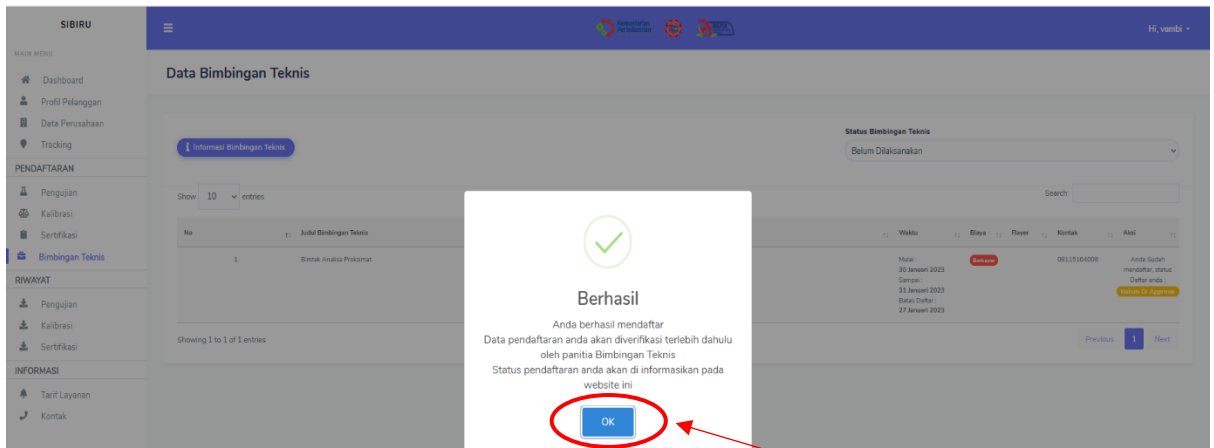 SIBIRU
Hi, vembi
MAIN MENU
Dashboard
Profil Pelanggan
Data Perusahaan
Tracking
PENDAFTARAN
Pengujian
Kalibrasi
Sertifikasi
Bimbingan Teknis
RIWAYAT
Pengujian
Kalibrasi
Sertifikasi
INFORMASI
Tarif Layanan
Kontak
Kementerian
Perindustrian
Data Bimbingan Teknis
Informasi Bimbingan Teknis
Status Bimbingan Teknis
Belum Dilaksanakan
Show 10 entries
Search:
No Judul Bimbingan Teknis Waktu Biaya Flayer Kontak Aksi
1 Bimtek Analisa Proksimat
Mulai :
30 Januari 2023
Sampai :
31 Januari 2023
Batas Daftar :
27 Januari 2023
Berbayar
08115164008
Anda Sudah
mendaftar, status
Daftar anda :
Belum Di Approve
Showing 1 to 1 of 1 entries
Previous 1 Next
Berhasil
Anda berhasil mendaftar
Data pendaftaran anda akan diverifikasi terlebih dahulu
oleh panitia Bimbingan Teknis
Status pendaftaran anda akan di informasikan pada
website ini
OK